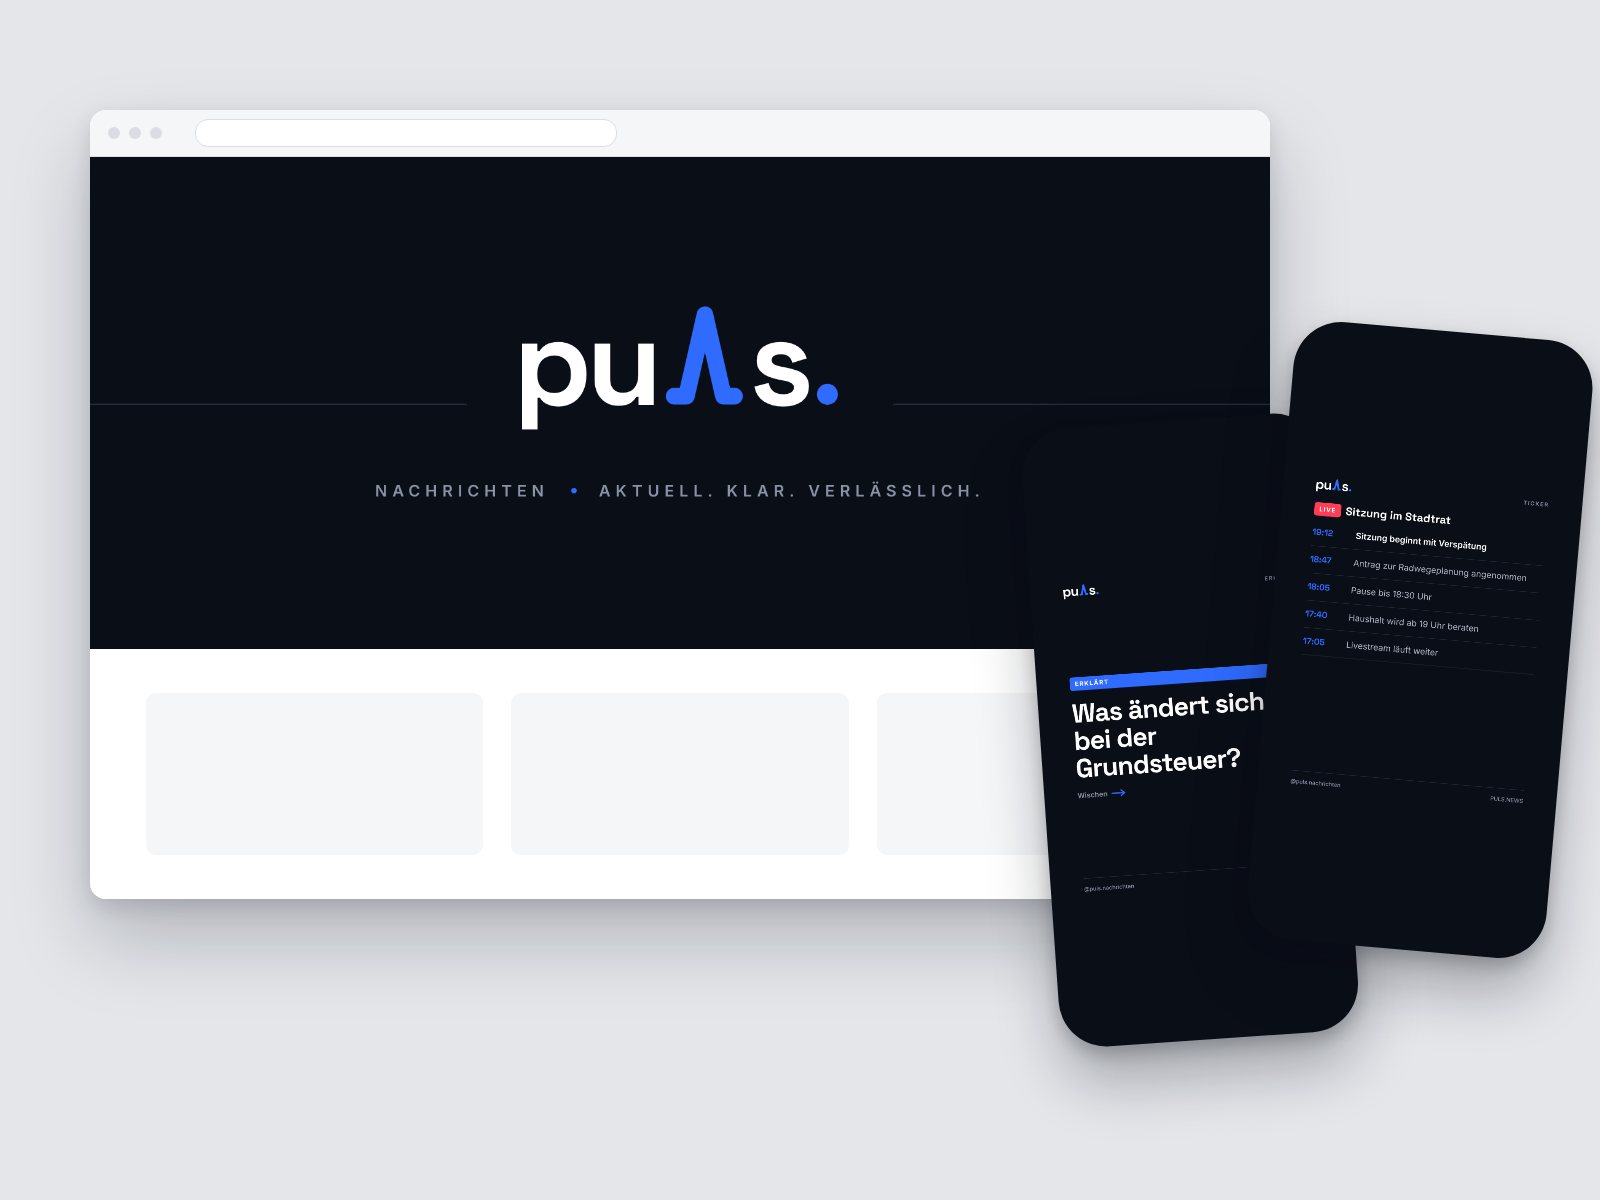 puls.
NACHRICHTEN • AKTUELL. KLAR. VERLÄSSLICH.
puls.
ERKLÄRT
Was ändert sich
bei der
Grundsteuer?
Wischen →
@puls.nachrichten
puls.
TICKER
LIVE Sitzung im Stadtrat
19:12 Sitzung beginnt mit Verspätung
18:47 Antrag zur Radwegeplanung angenommen
18:05 Pause bis 18:30 Uhr
17:40 Haushalt wird ab 19 Uhr beraten
17:05 Livestream läuft weiter
@puls.nachrichten
PULS.NEWS